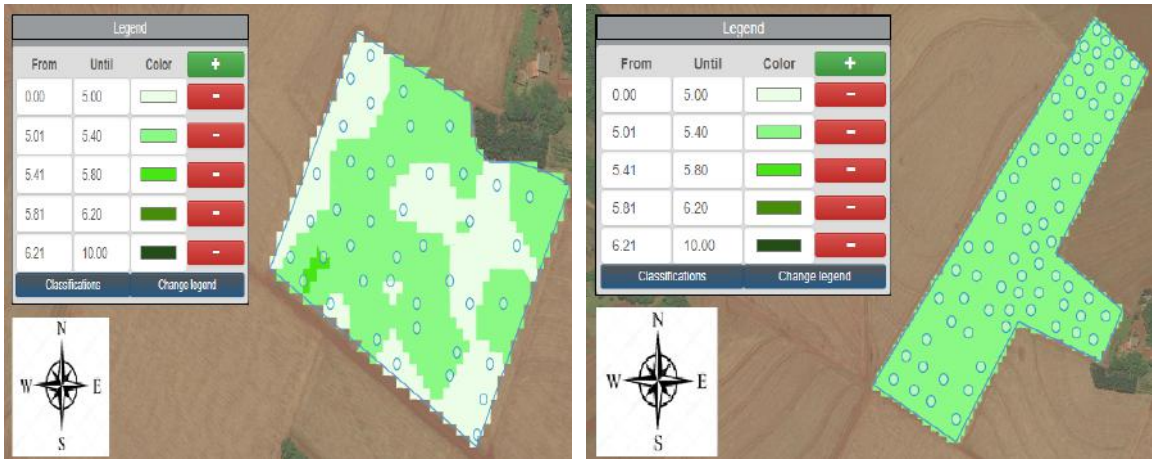 Legend
From Until Color +
0.00 5.00 -
5.01 5.40 -
5.41 5.80 -
5.81 6.20 -
6.21 10.00 -
Classifications Change legend
N
W E
S
Legend
From Until Color +
0.00 5.00 -
5.01 5.40 -
5.41 5.80 -
5.81 6.20 -
6.21 10.00 -
Classifications Change legend
N
W E
S